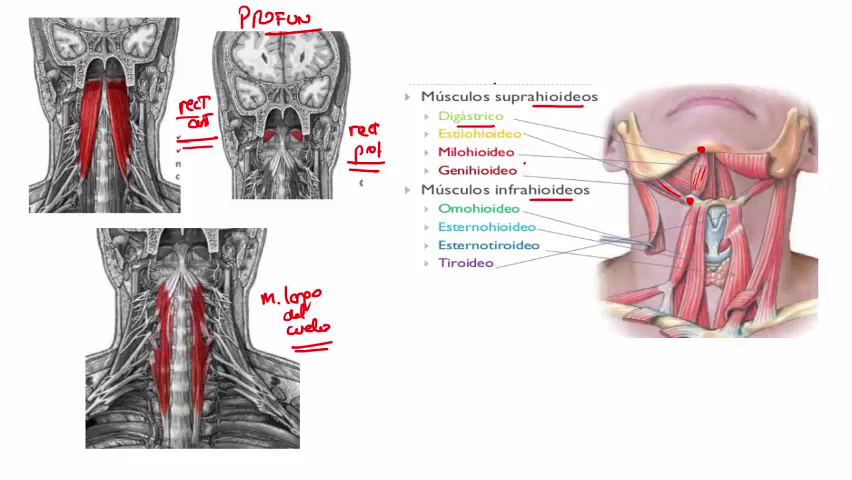 PROFUN
rect
ant
rect
prof
m. largo
del
cuello
Músculos suprahioideos
Digástrico
Estilohioideo
Milohioideo
Genihioideo
Músculos infrahioideos
Omohioideo
Esternohioideo
Esternotiroideo
Tiroideo